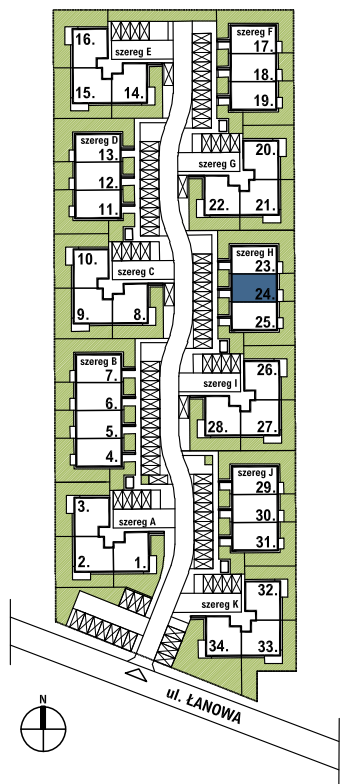 16.
szereg E
15.
14.
szereg F
17.
18.
19.
szereg D
13.
12.
11.
szereg G
20.
22.
21.
10.
szereg C
9.
8.
szereg H
23.
24.
25.
szereg B
7.
6.
5.
4.
szereg I
26.
28.
27.
3.
szereg A
2.
1.
szereg J
29.
30.
31.
szereg K
32.
34.
33.
ul. ŁANOWA
N